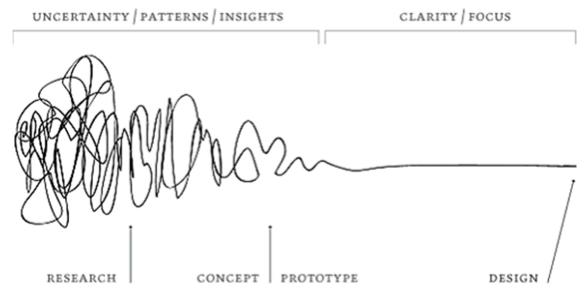 UNCERTAINTY / PATTERNS / INSIGHTS
CLARITY / FOCUS
RESEARCH
CONCEPT
PROTOTYPE
DESIGN